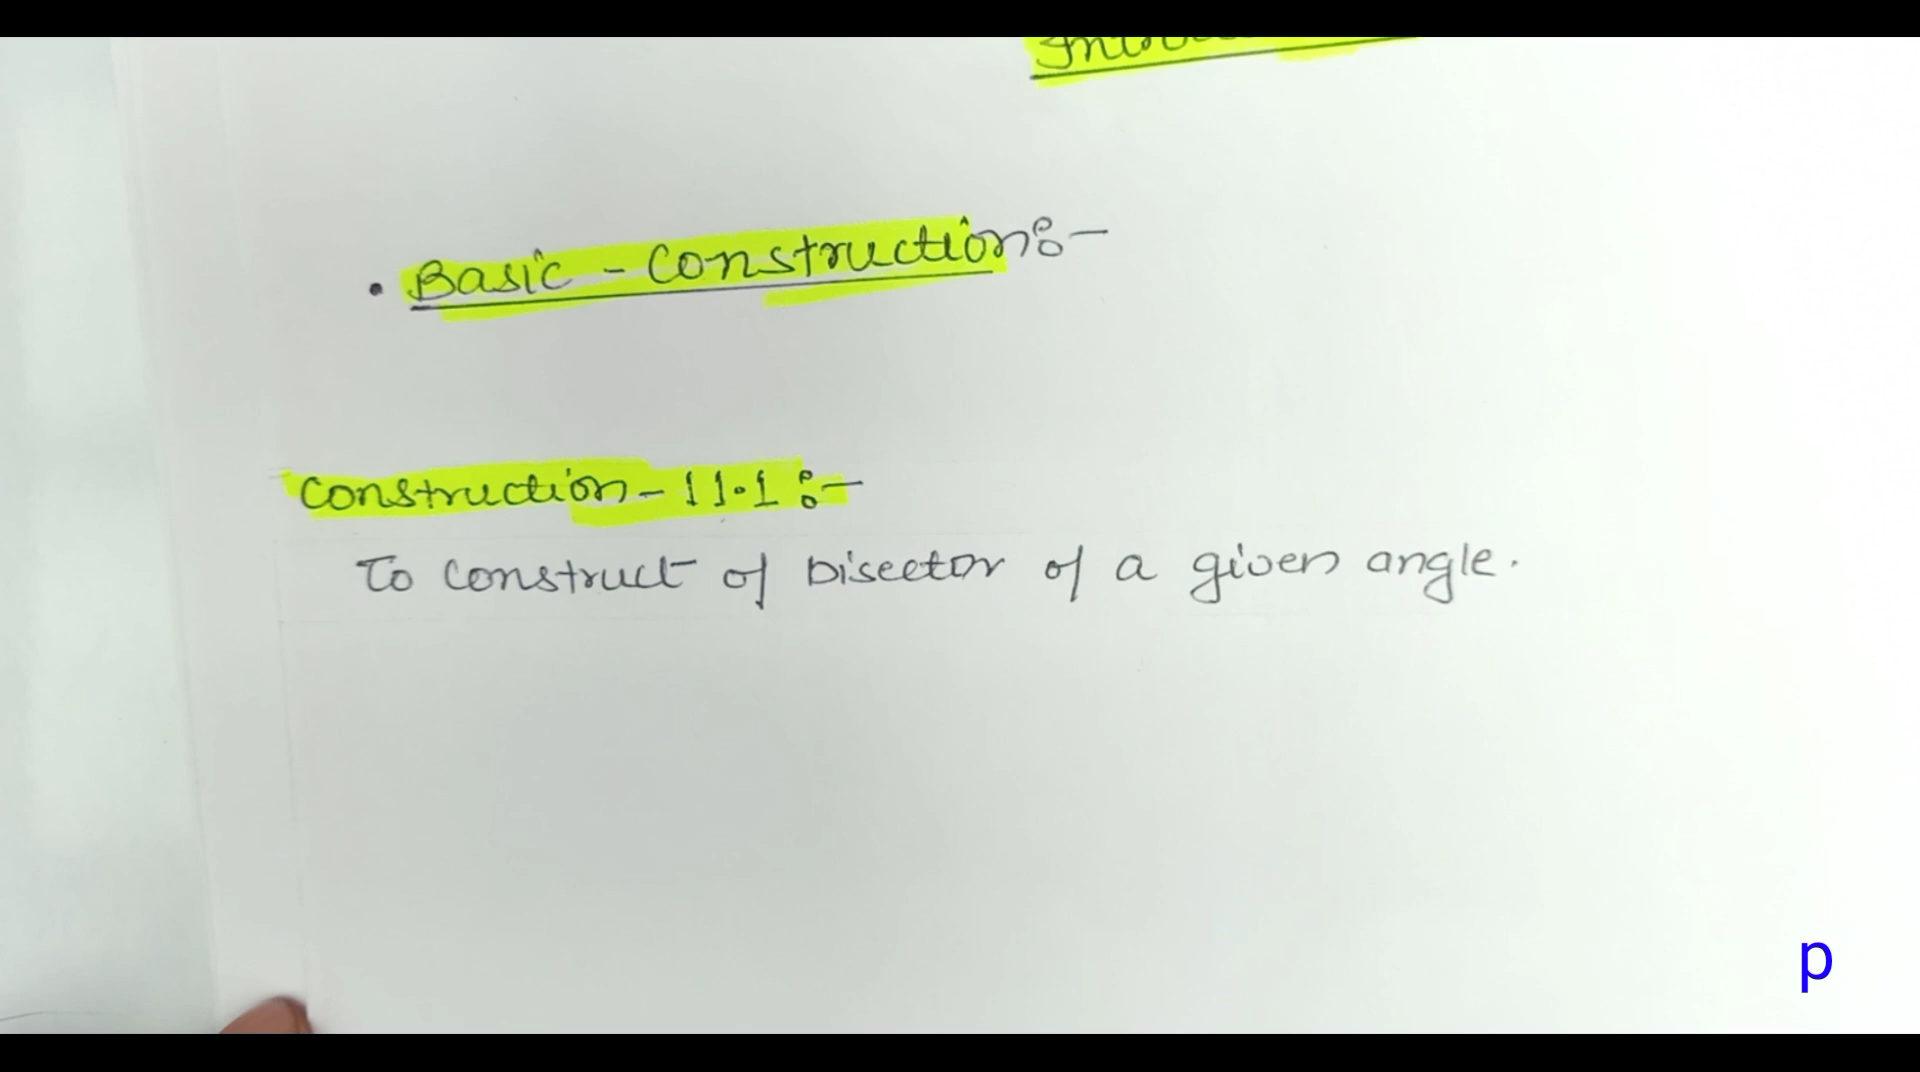 • Basic - Construction:-
Construction - 11.1 :-
To construct of Bisector of a given angle.
p